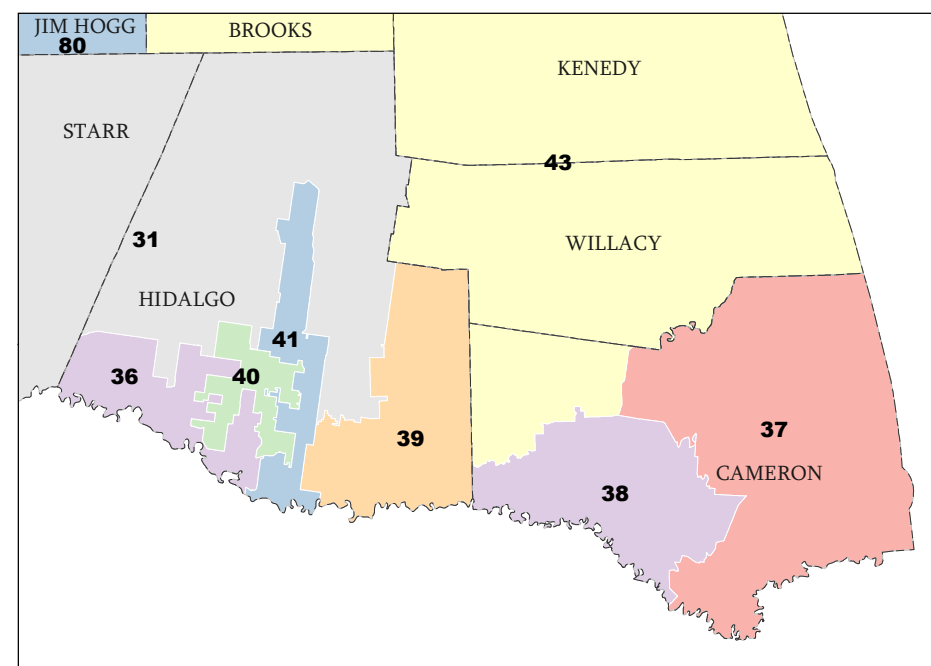 JIM HOGG
80
BROOKS
KENEDY
STARR
43
31
WILLACY
HIDALGO
41
36
40
39
37
CAMERON
38